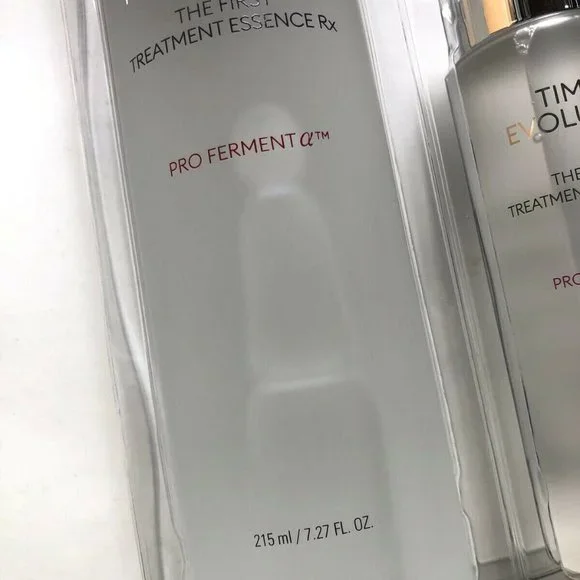 THE FIRST
TREATMENT ESSENCE Rx
PRO FERMENT α™
215 ml / 7.27 FL. OZ.
TIM
EVOLU
THE
TREATMEN
PRO